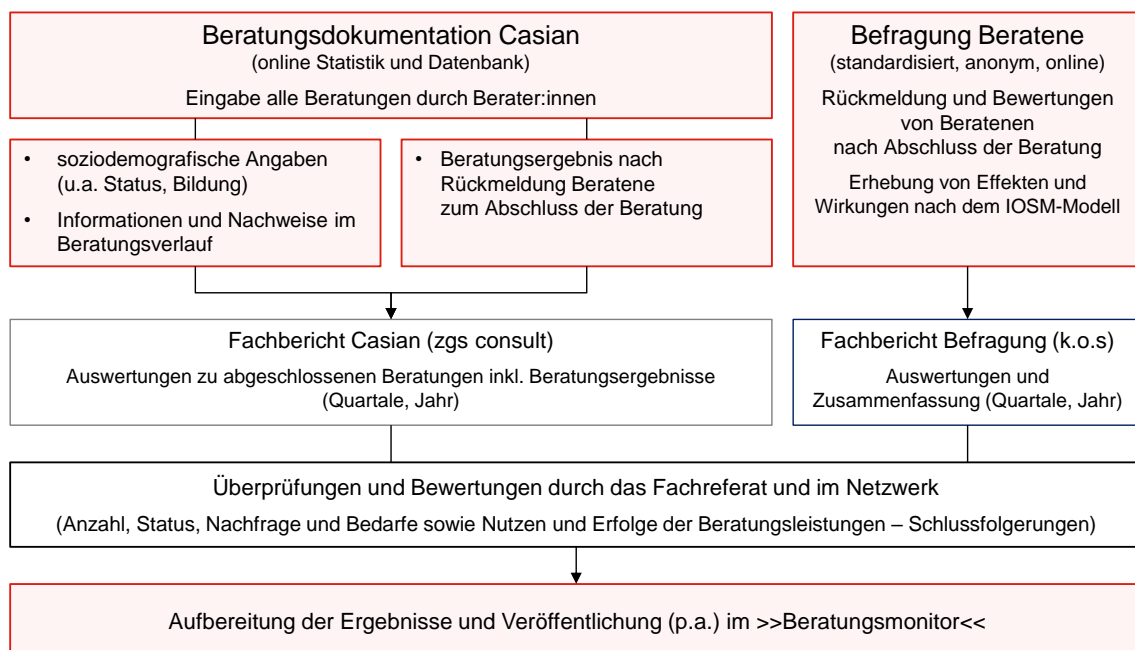 Beratungsdokumentation Casian
(online Statistik und Datenbank)
Eingabe alle Beratungen durch Berater:innen
• soziodemografische Angaben
(u.a. Status, Bildung)
• Informationen und Nachweise im
Beratungsverlauf
• Beratungsergebnis nach
Rückmeldung Beratene
zum Abschluss der Beratung
Befragung Beratene
(standardisiert, anonym, online)
Rückmeldung und Bewertungen
von Beratenen
nach Abschluss der Beratung
Erhebung von Effekten und
Wirkungen nach dem IOSM-Modell
Fachbericht Casian (zgs consult)
Auswertungen zu abgeschlossenen Beratungen inkl. Beratungsergebnisse
(Quartale, Jahr)
Fachbericht Befragung (k.o.s)
Auswertungen und
Zusammenfassung (Quartale, Jahr)
Überprüfungen und Bewertungen durch das Fachreferat und im Netzwerk
(Anzahl, Status, Nachfrage und Bedarfe sowie Nutzen und Erfolge der Beratungsleistungen – Schlussfolgerungen)
Aufbereitung der Ergebnisse und Veröffentlichung (p.a.) im >>Beratungsmonitor<<